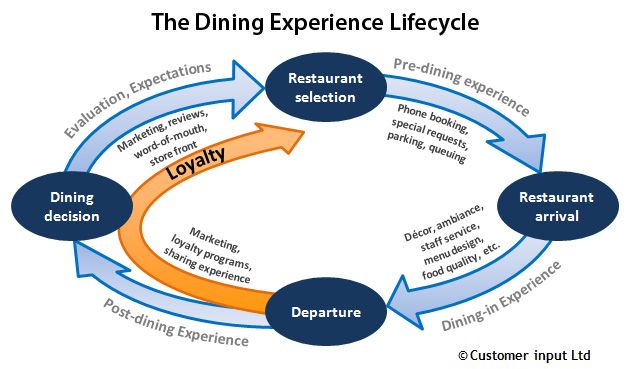 The Dining Experience Lifecycle
Evaluation, Expectations
Restaurant
selection
Pre-dining experience
Marketing, reviews,
word-of-mouth,
store front
Phone booking,
special requests,
parking, queuing
Loyalty
Dining
decision
Restaurant
arrival
Marketing,
loyalty programs,
sharing experience
Décor, ambiance,
staff service,
menu design,
food quality, etc.
Departure
Post-dining Experience
Dining-in Experience
© Customer input Ltd